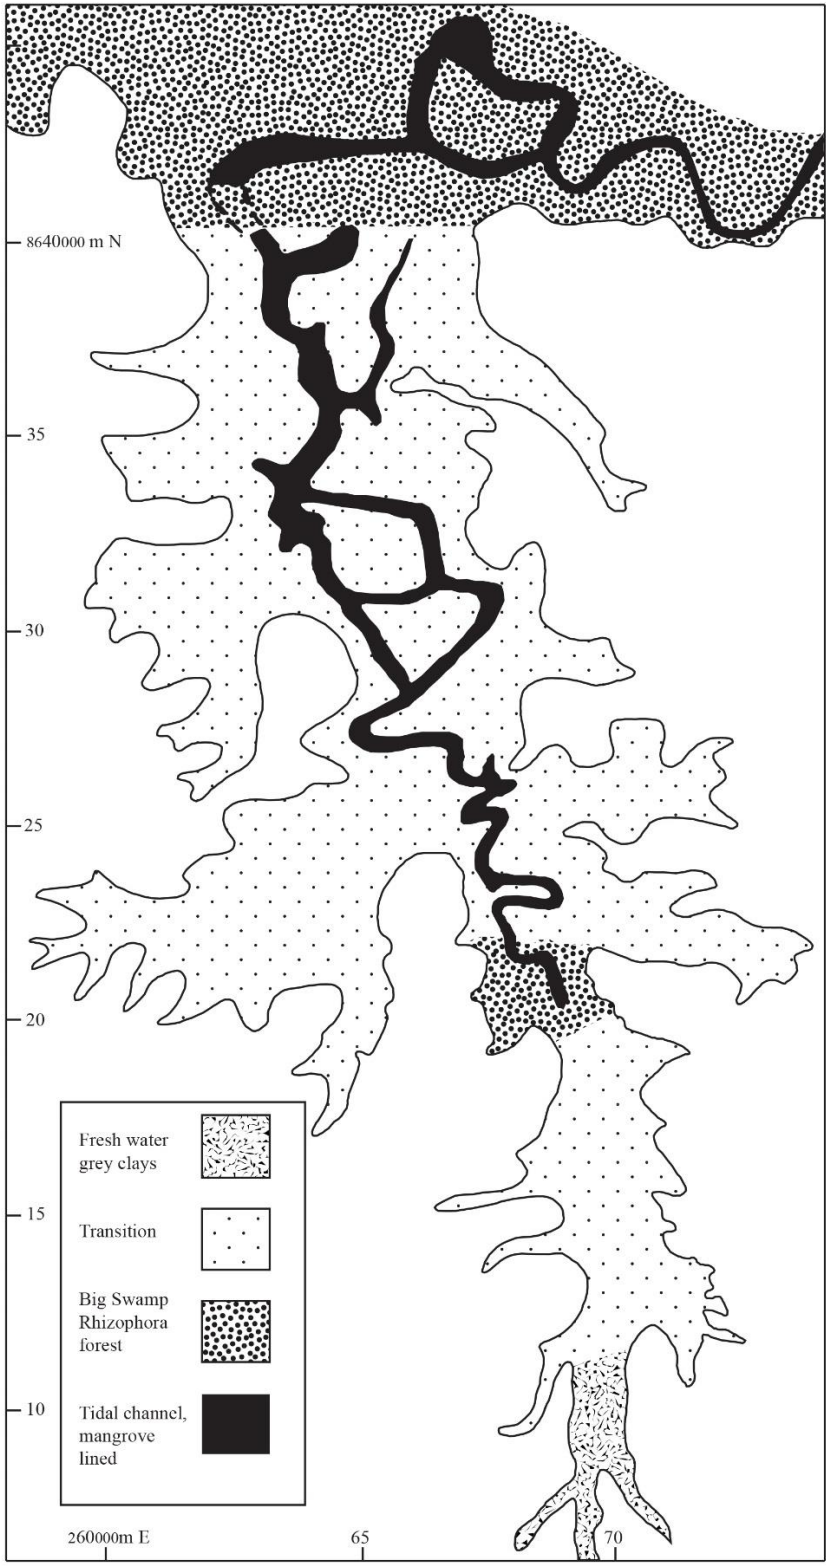 8640000 m N
35
30
25
20
15
10
Fresh water
grey clays
Transition
Big Swamp
Rhizophora
forest
Tidal channel,
mangrove
lined
260000m E 65 70